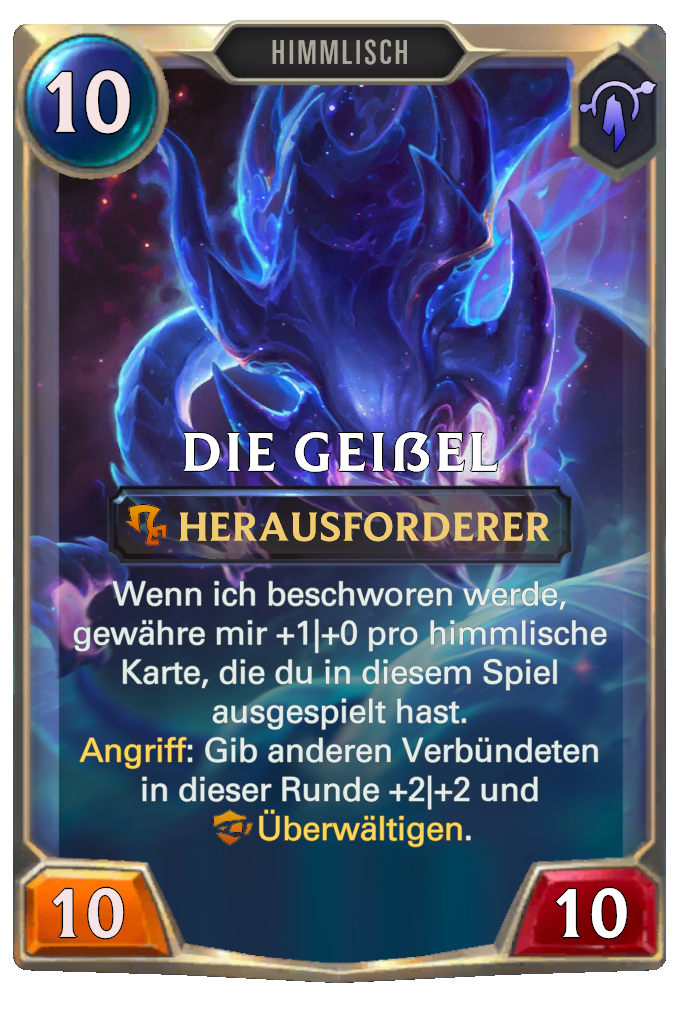 HIMMLISCH
10
DIE GEIẞEL
HERAUSFORDERER
Wenn ich beschworen werde,
gewähre mir +1|+0 pro himmlische
Karte, die du in diesem Spiel
ausgespielt hast.
Angriff: Gib anderen Verbündeten
in dieser Runde +2|+2 und
Überwältigen.
10
10